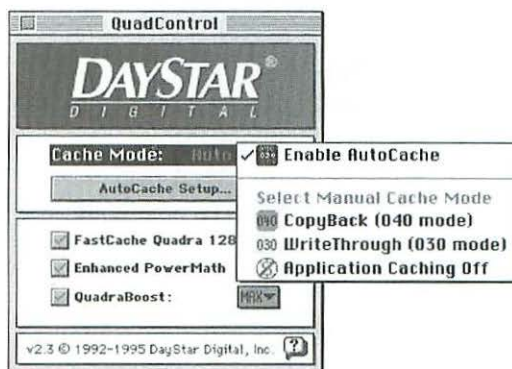 QuadControl
DAYSTAR®
DIGITAL
Cache Mode: Auto
✓ 030 Enable AutoCache
AutoCache Setup...
Select Manual Cache Mode
040 CopyBack (040 mode)
030 WriteThrough (030 mode)
Application Caching Off
FastCache Quadra 128
Enhanced PowerMath
QuadraBoost: MAX
v2.3 © 1992-1995 DayStar Digital, Inc. ?